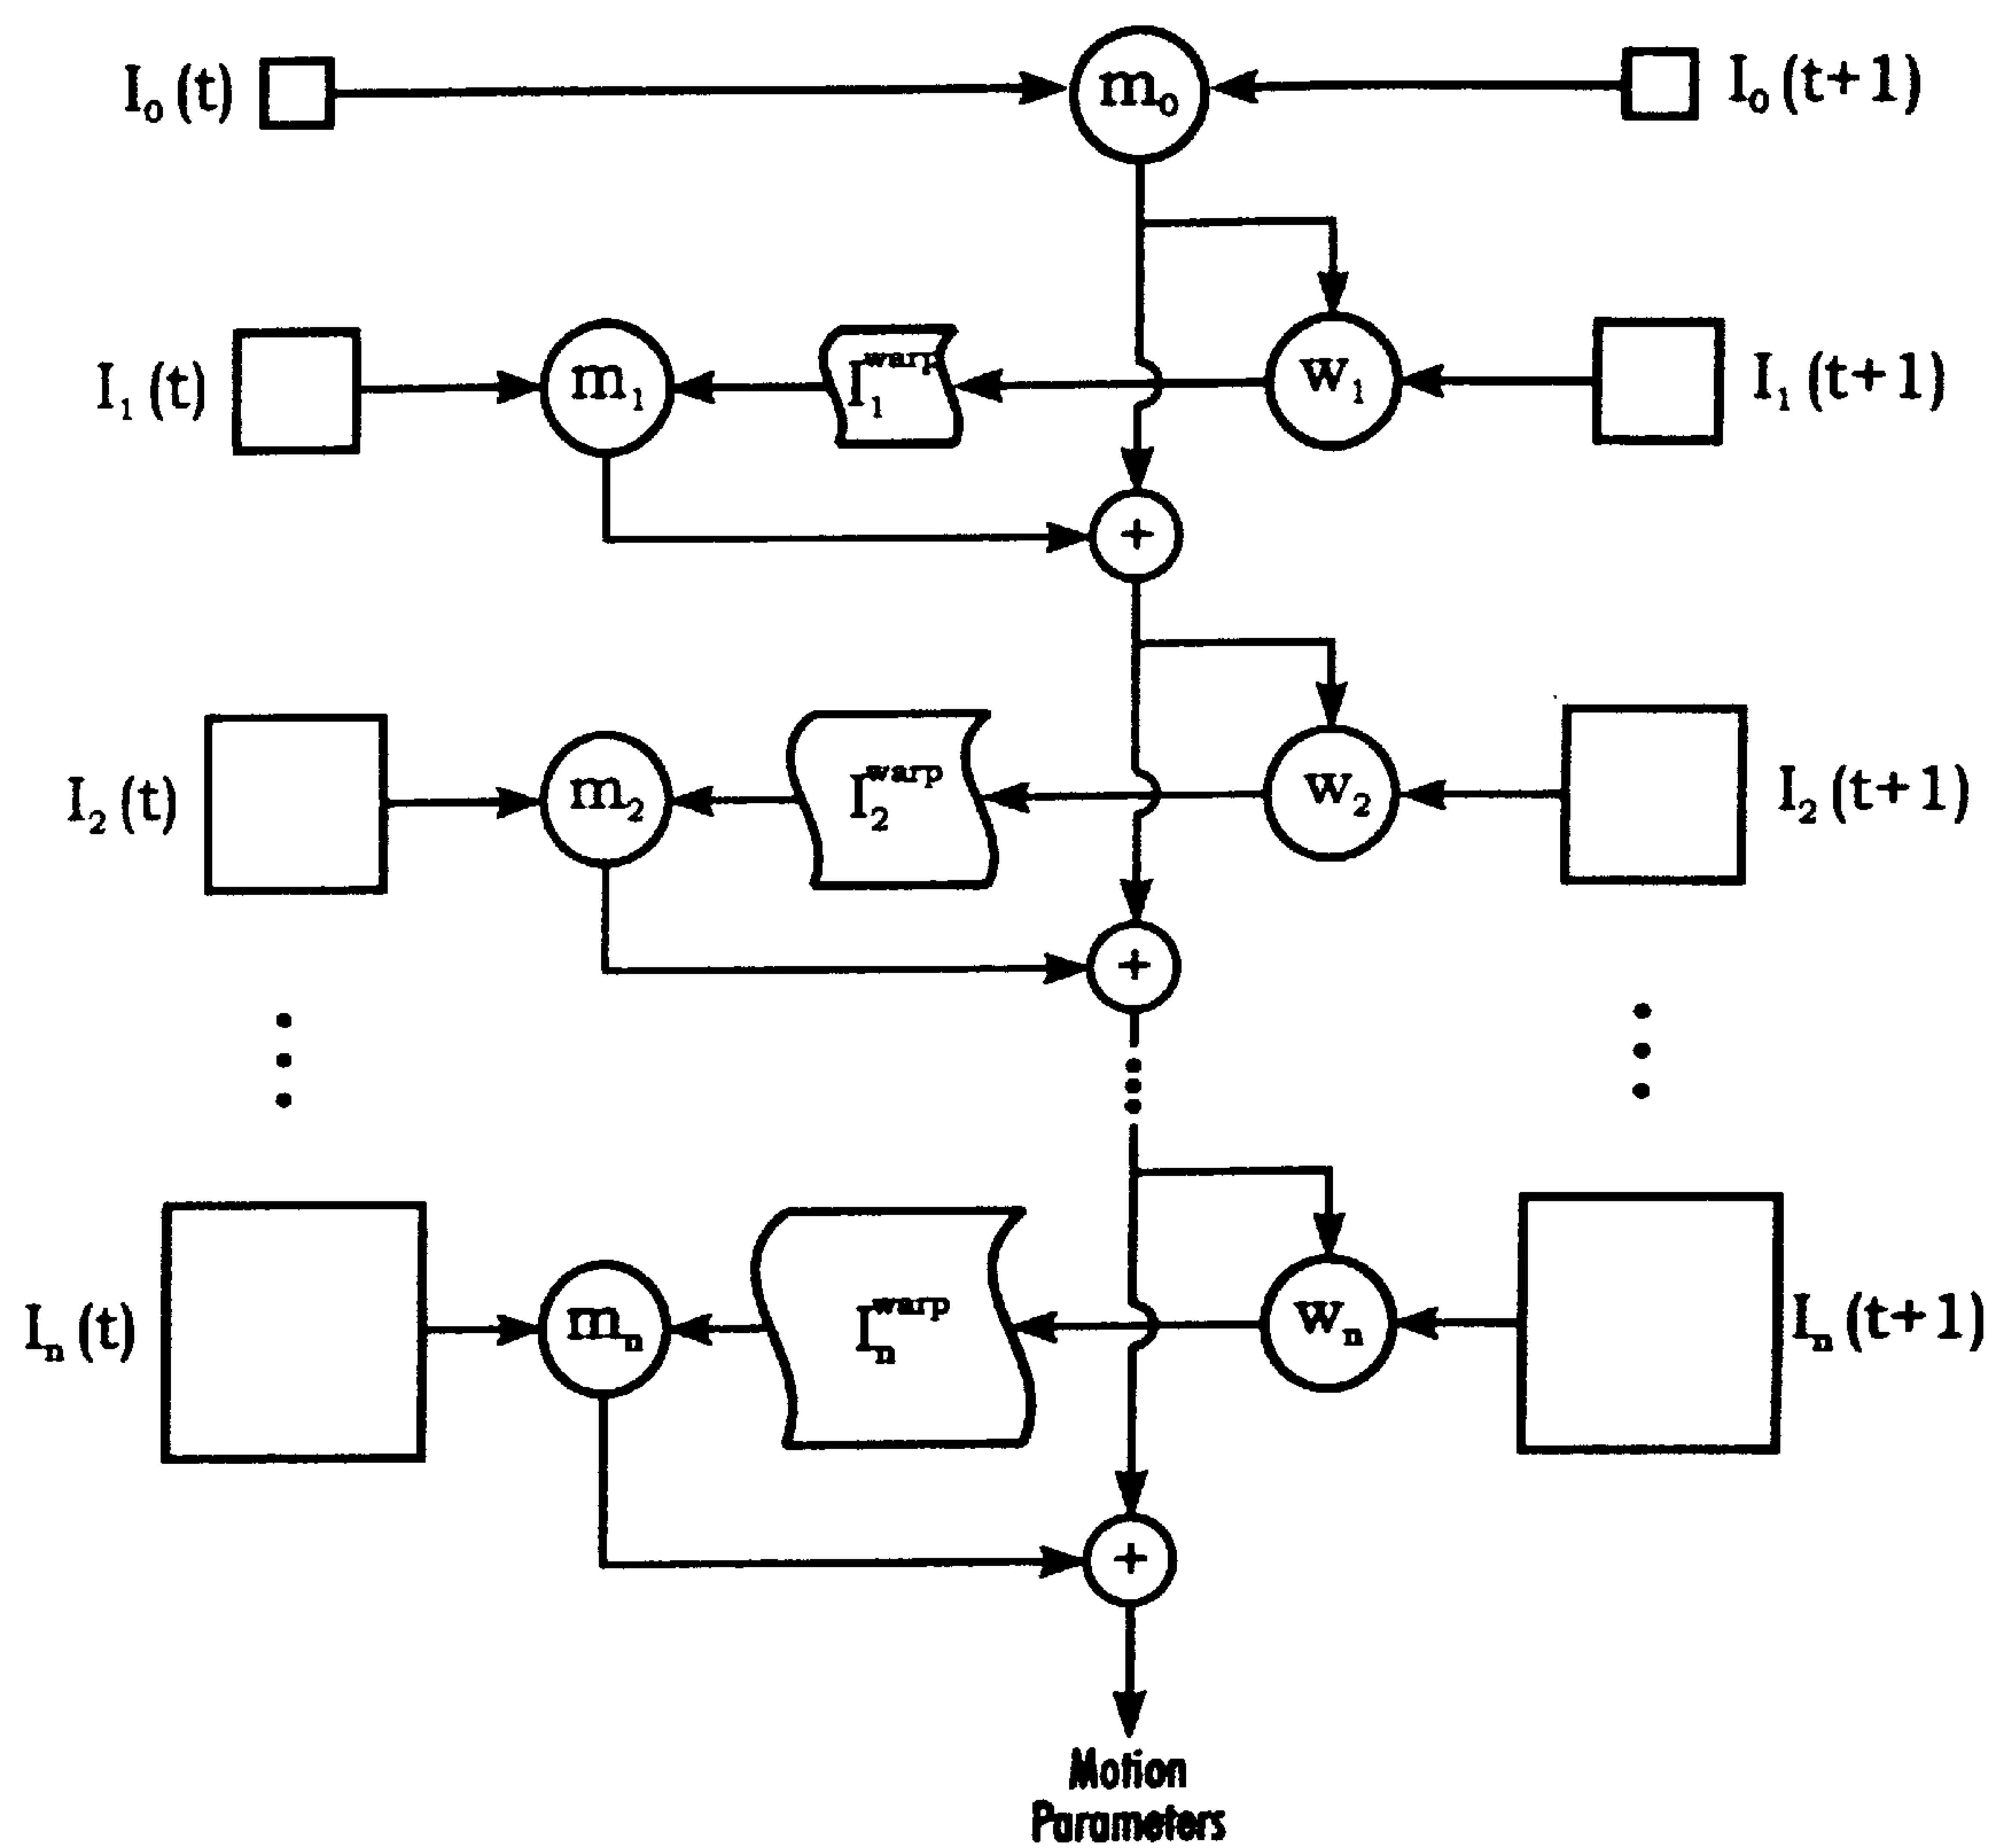 I₀(t) m₀ I₀(t+1)
I₁(t) m₁ I₁ʷᵃʳᵖ w₁ I₁(t+1)
+
I₂(t) m₂ I₂ʷᵃʳᵖ w₂ I₂(t+1)
+
Iₙ(t) mₙ Iₙʷᵃʳᵖ wₙ Iₙ(t+1)
+
Motion
Parameters